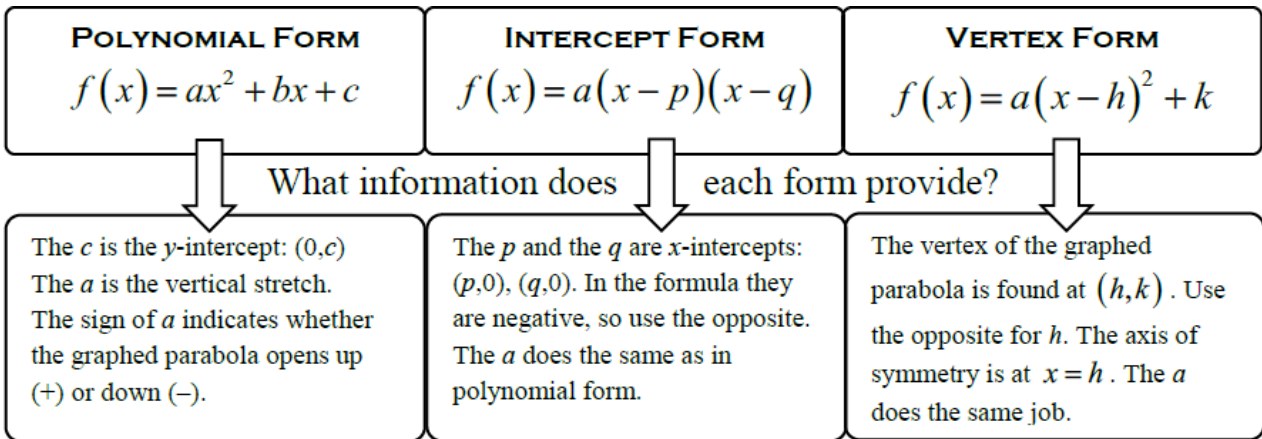 POLYNOMIAL FORM
f(x)=ax²+bx+c
INTERCEPT FORM
f(x)=a(x−p)(x−q)
VERTEX FORM
f(x)=a(x−h)²+k
What information does each form provide?
The c is the y-intercept: (0,c)
The a is the vertical stretch.
The sign of a indicates whether
the graphed parabola opens up
(+) or down (–).
The p and the q are x-intercepts:
(p,0), (q,0). In the formula they
are negative, so use the opposite.
The a does the same as in
polynomial form.
The vertex of the graphed
parabola is found at (h,k) . Use
the opposite for h. The axis of
symmetry is at x=h . The a
does the same job.